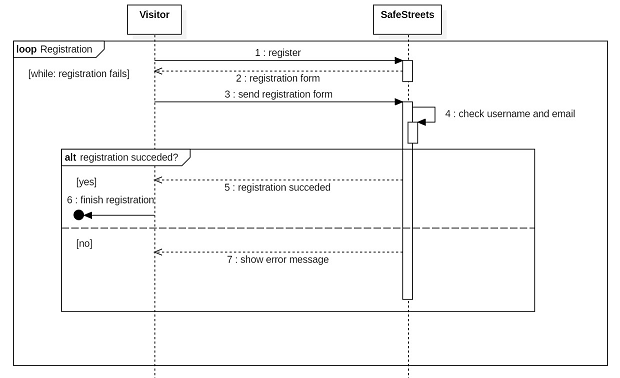 Visitor
SafeStreets
loop Registration
1 : register
[while: registration fails]
2 : registration form
3 : send registration form
4 : check username and email
alt registration succeded?
[yes]
5 : registration succeded
6 : finish registration
[no]
7 : show error message